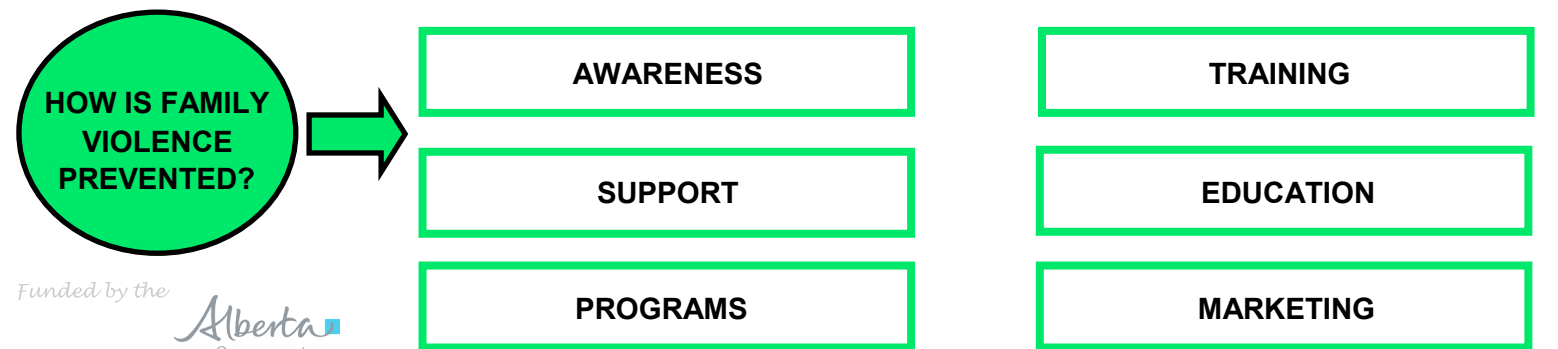 HOW IS FAMILY
VIOLENCE
PREVENTED?
AWARENESS
TRAINING
SUPPORT
EDUCATION
PROGRAMS
MARKETING
Funded by the
Alberta